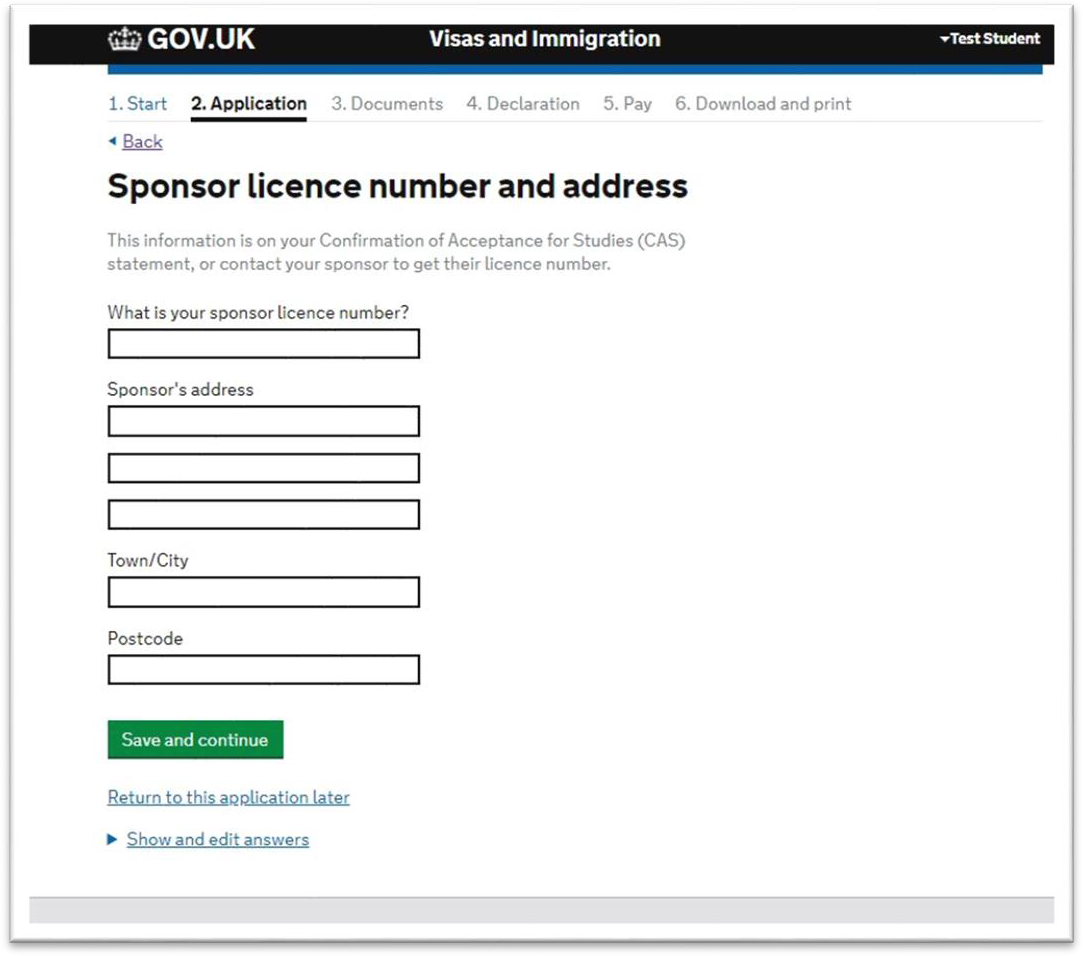 GOV.UK Visas and Immigration Test Student
1. Start 2. Application 3. Documents 4. Declaration 5. Pay 6. Download and print
Back
Sponsor licence number and address
This information is on your Confirmation of Acceptance for Studies (CAS)
statement, or contact your sponsor to get their licence number.
What is your sponsor licence number?
Sponsor's address
Town/City
Postcode
Save and continue
Return to this application later
Show and edit answers